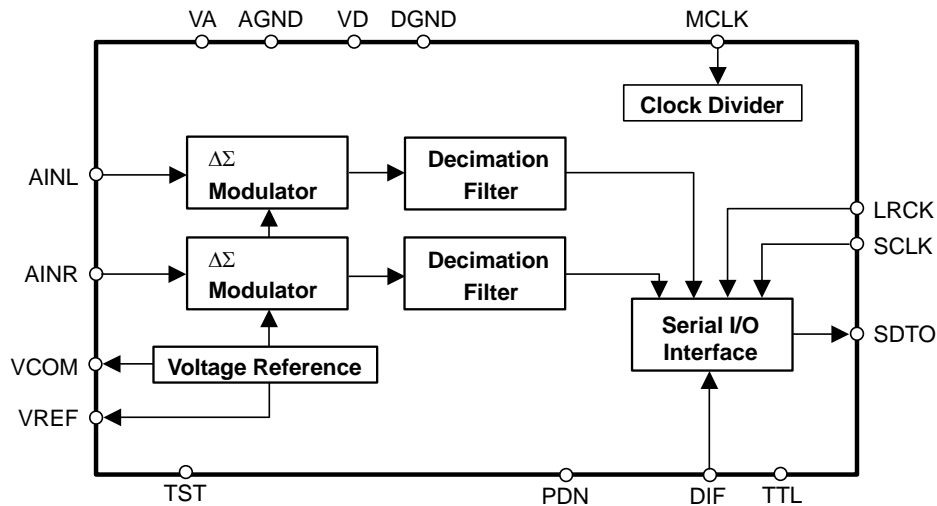 VA AGND VD DGND MCLK
Clock Divider
AINL
ΔΣ
Modulator
Decimation
Filter
LRCK
SCLK
AINR
ΔΣ
Modulator
Decimation
Filter
Serial I/O
Interface
SDTO
VCOM
Voltage Reference
VREF
TST PDN DIF TTL